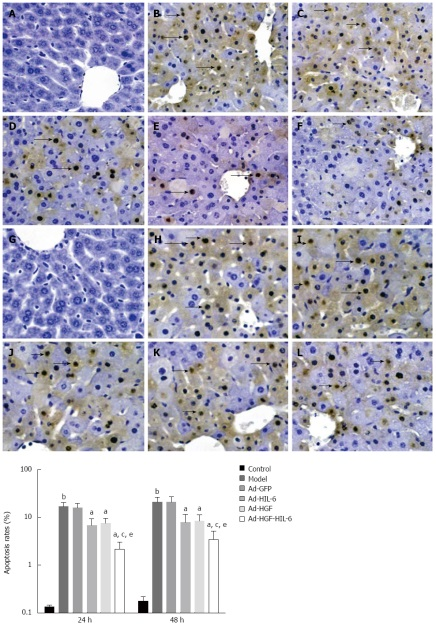 A
B
C
D
E
F
G
H
I
J
K
L
Apoptosis rates (%)
100
10
1
0.1
b
a
a
a, c, e
b
a
a
a, c, e
24 h
48 h
Control
Model
Ad-GFP
Ad-HIL-6
Ad-HGF
Ad-HGF-HIL-6